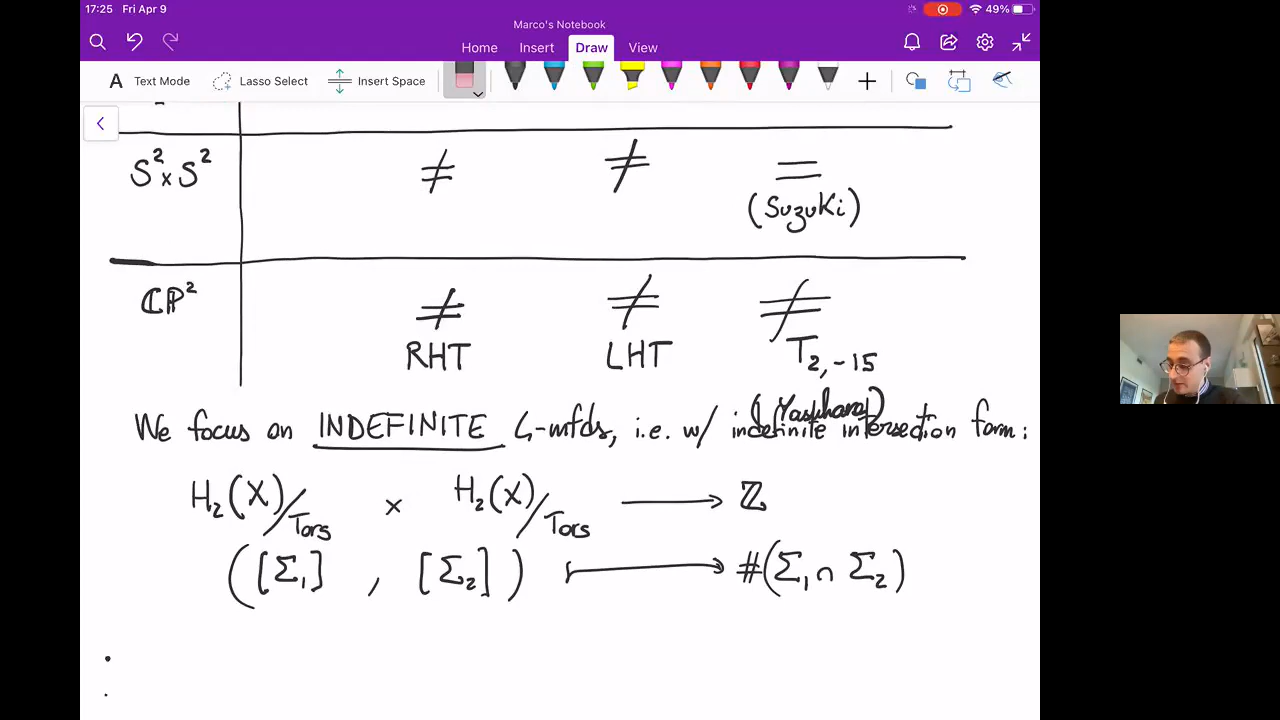 17:25 Fri Apr 9
49%
Marco's Notebook
Home Insert Draw View
A Text Mode Lasso Select Insert Space
S² × S² ≠ ≠ =
(Suzuki)
ℂP² ≠ ≠ ≠
RHT LHT T₂,₋₁₅
We focus on INDEFINITE 4-mfds, i.e. w/ indefinite intersection form:
H₂(X)/Tors × H₂(X)/Tors ⟶ ℤ
([Σ₁] , [Σ₂]) ⟼ #(Σ₁ ∩ Σ₂)